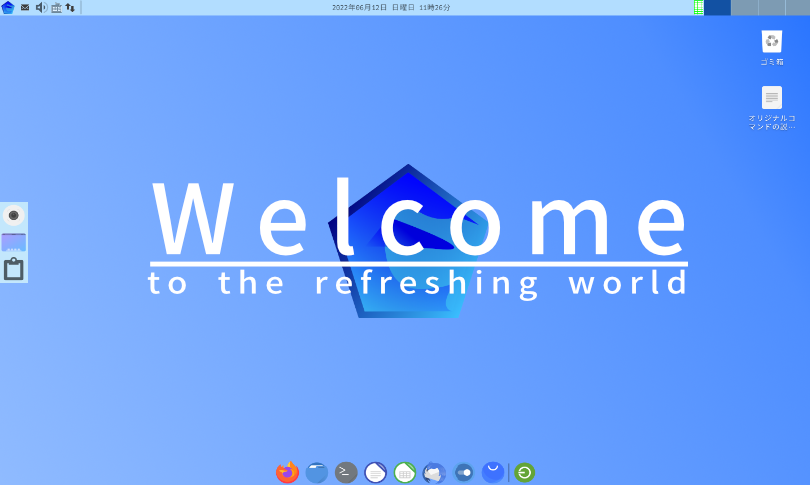 2022年06月12日 日曜日 11時26分
ゴミ箱
オリジナルコ
マンドの説…
Welcome
to the refreshing world